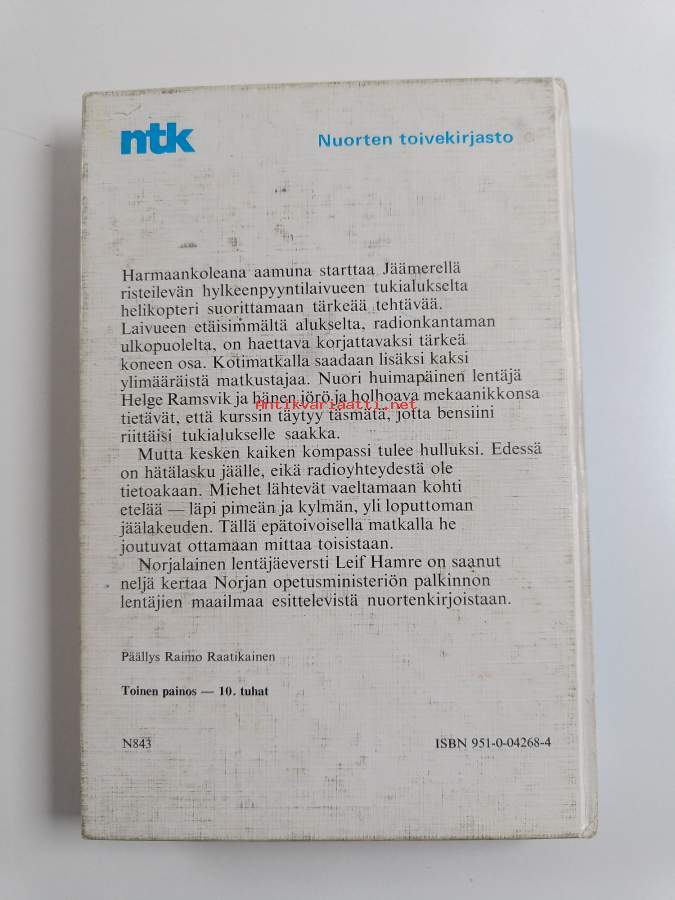 ntk
Nuorten toivekirjasto
Harmaankoleana aamuna starttaa Jäämerellä
risteilevän hylkeenpyyntilaivueen tukialukselta
helikopteri suorittamaan tärkeää tehtävää.
Laivueen etäisimmältä alukselta, radionkantaman
ulkopuolelta, on haettava korjattavaksi tärkeä
koneen osa. Kotimatkalla saadaan lisäksi kaksi
ylimääräistä matkustajaa. Nuori huimapäinen lentäjä
Helge Ramsvik ja hänen jörö ja holhoava mekaanikkonsa
Antikvariaatti.net
tietävät, että kurssin täytyy täsmätä, jotta bensiini
riittäisi tukialukselle saakka.
Mutta kesken kaiken kompassi tulee hulluksi. Edessä
on hätälasku jäälle, eikä radioyhteydestä ole
tietoakaan. Miehet lähtevät vaeltamaan kohti
etelää — läpi pimeän ja kylmän, yli loputtoman
jäälakeuden. Tällä epätoivoisella matkalla he
joutuvat ottamaan mittaa toisistaan.
Norjalainen lentäjäeversti Leif Hamre on saanut
neljä kertaa Norjan opetusministeriön palkinnon
lentäjien maailmaa esittelevistä nuortenkirjoistaan.
Päällys Raimo Raatikainen
Toinen painos — 10. tuhat
N843
ISBN 951-0-04268-4